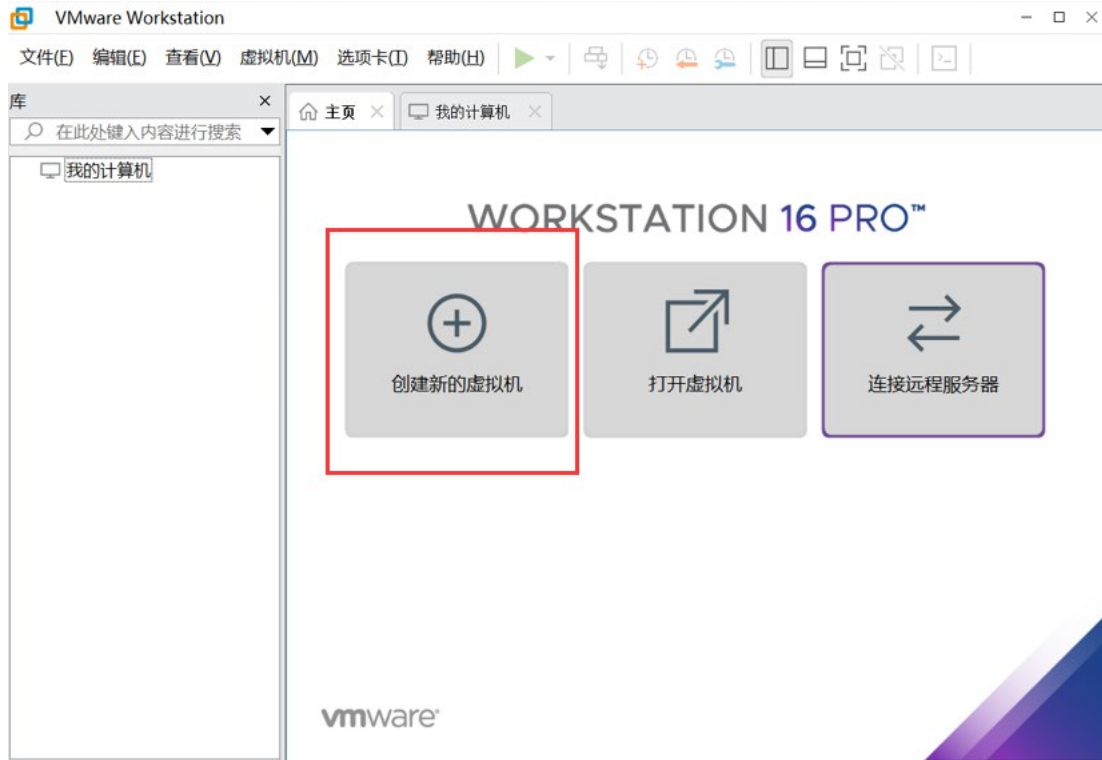 VMware Workstation
文件(F) 编辑(E) 查看(V) 虚拟机(M) 选项卡(T) 帮助(H)
库
主页 我的计算机
在此处键入内容进行搜索
我的计算机
WORKSTATION 16 PRO™
创建新的虚拟机 打开虚拟机 连接远程服务器
vmware®